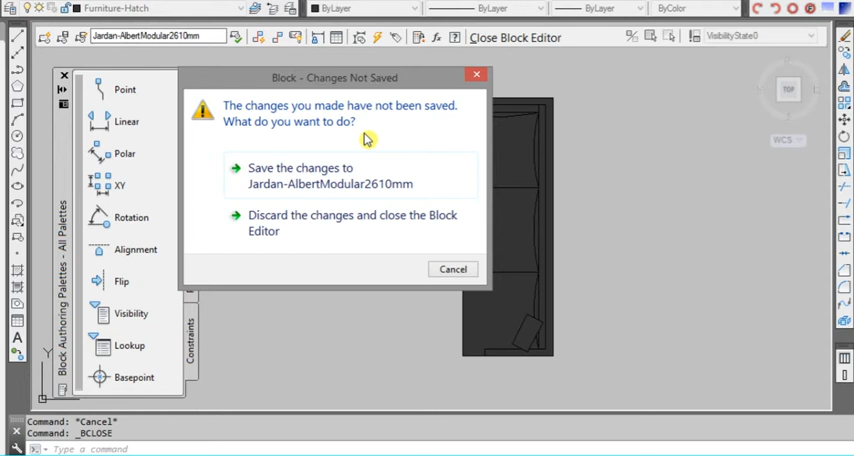 Furniture-Hatch
ByLayer
ByLayer
ByLayer
ByColor
Jardan-AlbertModular2610mm
fx
?
Close Block Editor
VisibilityState0
Block - Changes Not Saved
The changes you made have not been saved.
What do you want to do?
Save the changes to
Jardan-AlbertModular2610mm
Discard the changes and close the Block
Editor
Cancel
Point
Linear
Polar
XY
Rotation
Alignment
Flip
Visibility
Lookup
Basepoint
Block Authoring Palettes - All Palettes
Constraints
TOP
WCS
A
Y
Command: *Cancel*
Command: _BCLOSE
Type a command